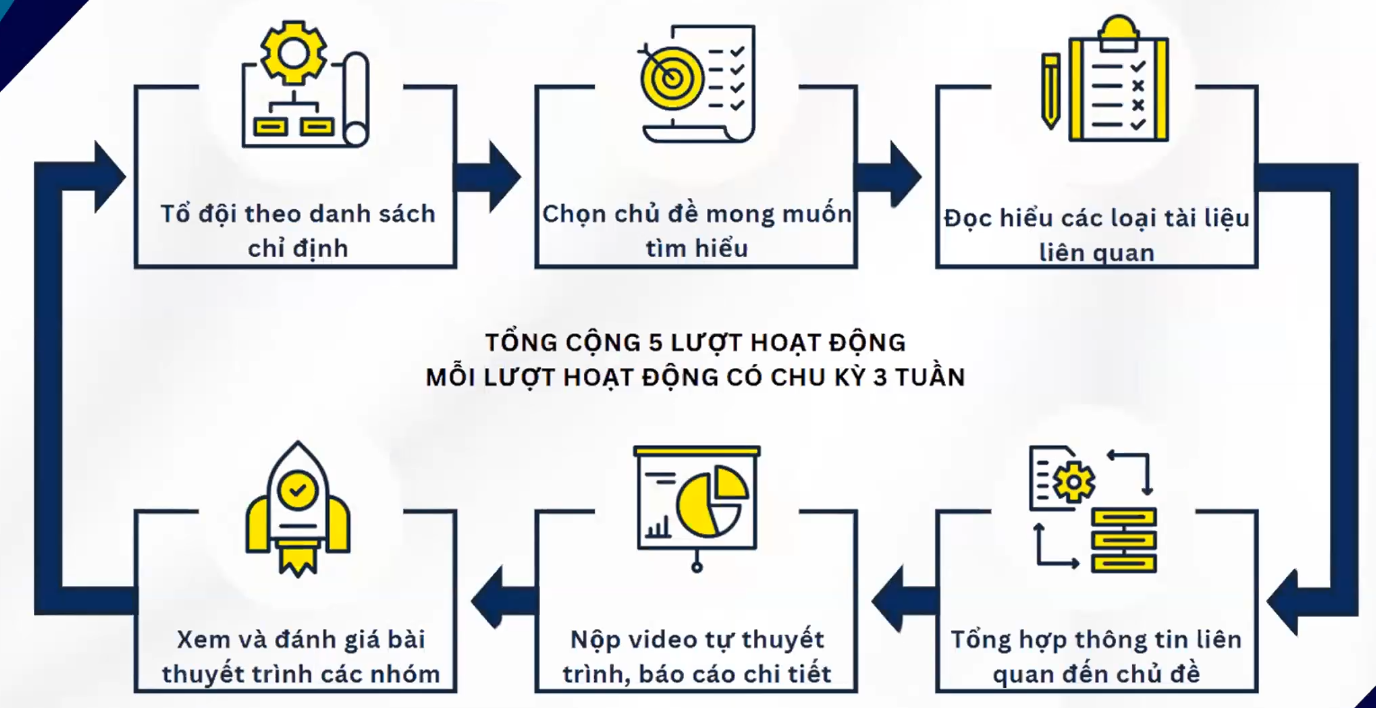 Tổ đội theo danh sách
chỉ định
Chọn chủ đề mong muốn
tìm hiểu
Đọc hiểu các loại tài liệu
liên quan
TỔNG CỘNG 5 LƯỢT HOẠT ĐỘNG
MỖI LƯỢT HOẠT ĐỘNG CÓ CHU KỲ 3 TUẦN
Xem và đánh giá bài
thuyết trình các nhóm
Nộp video tự thuyết
trình, báo cáo chi tiết
Tổng hợp thông tin liên
quan đến chủ đề